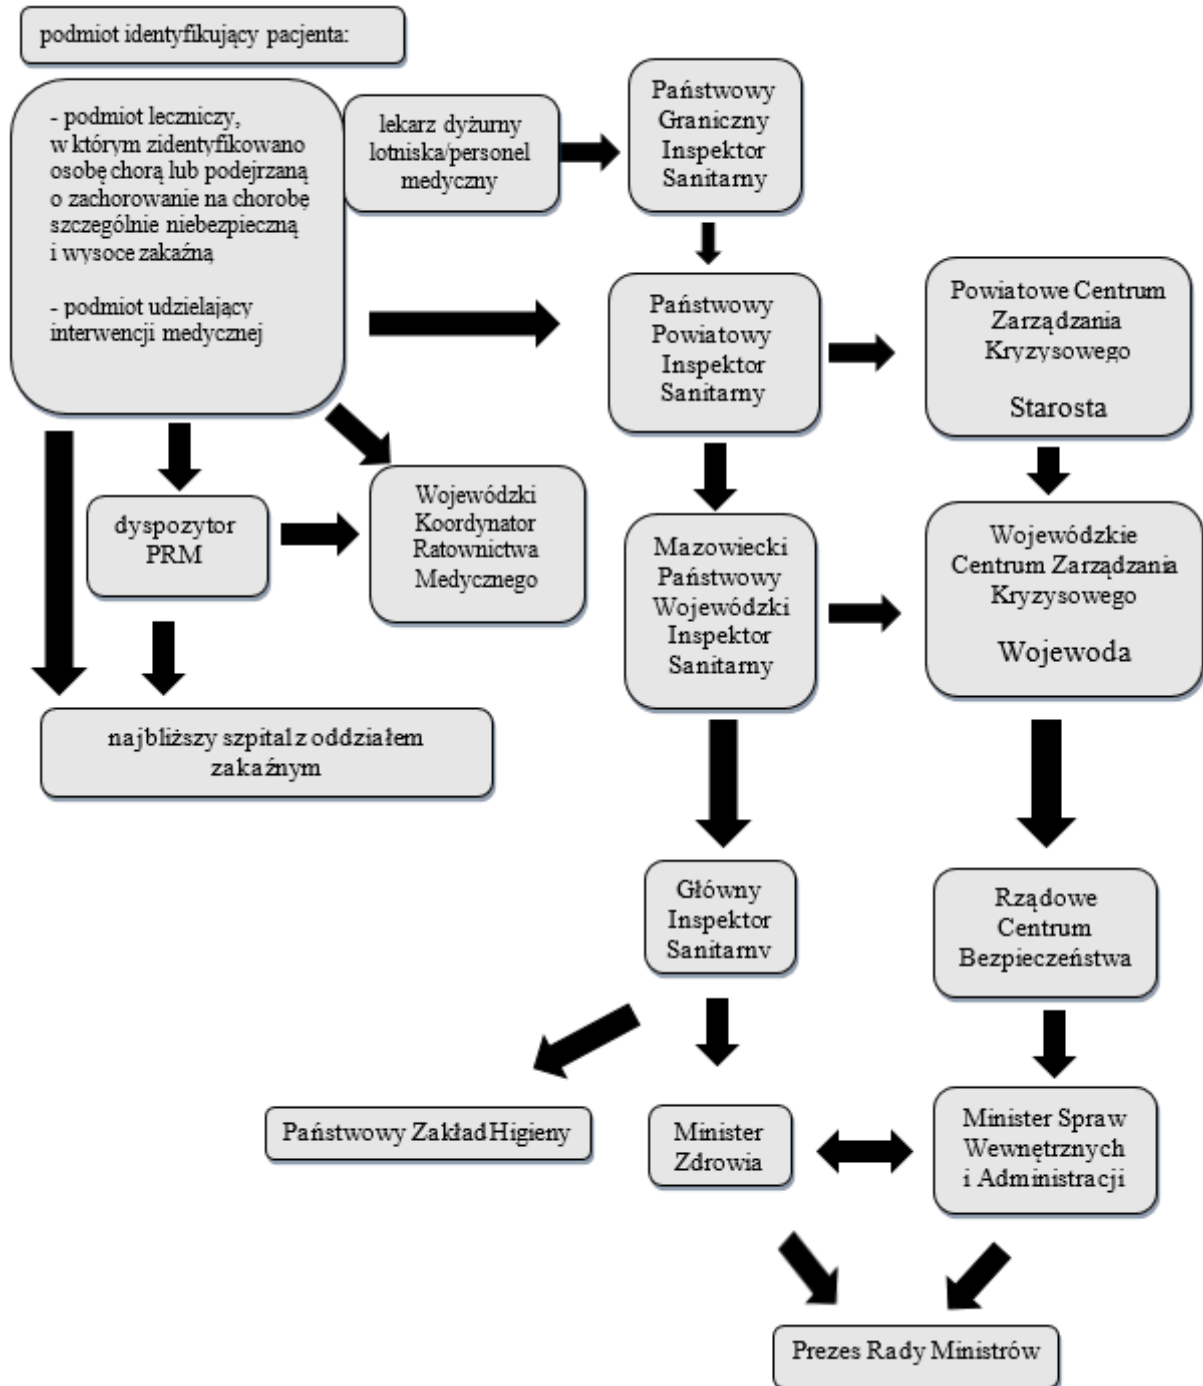 podmiot identyfikujący pacjenta:
- podmiot leczniczy,
w którym zidentyfikowano
osobę chorą lub podejrzaną
o zachorowanie na chorobę
szczególnie niebezpieczną
i wysoce zakaźną
- podmiot udzielający
interwencji medycznej
lekarz dyżurny
lotniska/personel
medyczny
Państwowy
Graniczny
Inspektor
Sanitarny
Państwowy
Powiatowy
Inspektor
Sanitarny
Powiatowe Centrum
Zarządzania
Kryzysowego
Starosta
dyspozytor
PRM
Wojewódzki
Koordynator
Ratownictwa
Medycznego
Mazowiecki
Państwowy
Wojewódzki
Inspektor
Sanitarny
Wojewódzkie
Centrum Zarządzania
Kryzysowego
Wojewoda
najbliższy szpital z oddziałem
zakaźnym
Główny
Inspektor
Sanitarny
Rządowe
Centrum
Bezpieczeństwa
Państwowy Zakład Higieny
Minister
Zdrowia
Minister Spraw
Wewnętrznych
i Administracji
Prezes Rady Ministrów